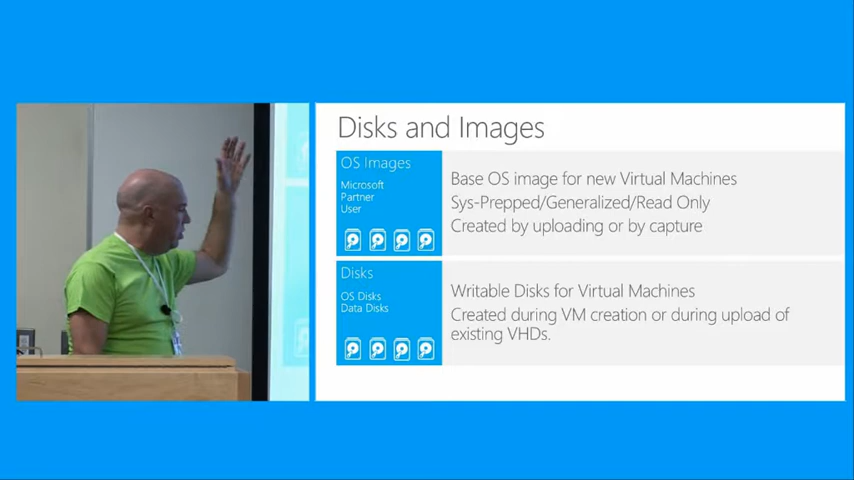 Disks and Images
OS Images
Microsoft
Partner
User
Base OS image for new Virtual Machines
Sys-Prepped/Generalized/Read Only
Created by uploading or by capture
Disks
OS Disks
Data Disks
Writable Disks for Virtual Machines
Created during VM creation or during upload of
existing VHDs.